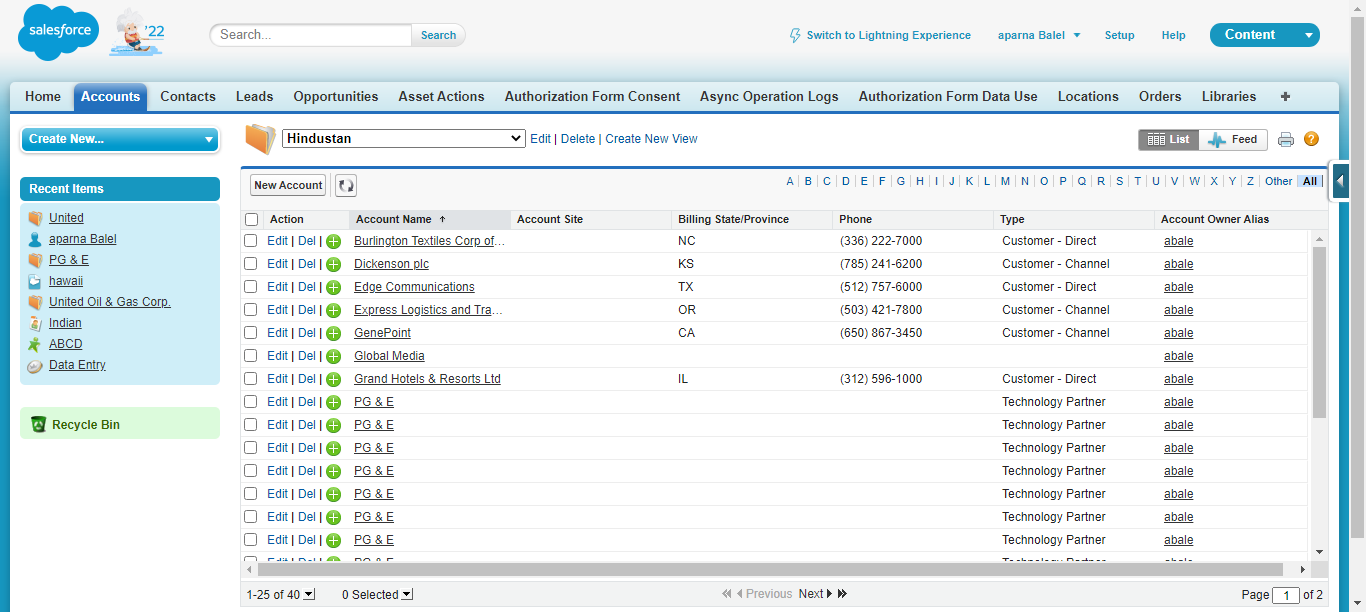 salesforce
'22
Search... Search
Switch to Lightning Experience aparna Balel Setup Help Content
Home Accounts Contacts Leads Opportunities Asset Actions Authorization Form Consent Async Operation Logs Authorization Form Data Use Locations Orders Libraries +
Create New...
Recent Items
United
aparna Balel
PG & E
hawaii
United Oil & Gas Corp.
Indian
ABCD
Data Entry
Recycle Bin
Hindustan Edit | Delete | Create New View List Feed ?
New Account A | B | C | D | E | F | G | H | I | J | K | L | M | N | O | P | Q | R | S | T | U | V | W | X | Y | Z | Other | All |
Action Account Name ↑ Account Site Billing State/Province Phone Type Account Owner Alias
Edit | Del | Burlington Textiles Corp of... NC (336) 222-7000 Customer - Direct abale
Edit | Del | Dickenson plc KS (785) 241-6200 Customer - Channel abale
Edit | Del | Edge Communications TX (512) 757-6000 Customer - Direct abale
Edit | Del | Express Logistics and Tra... OR (503) 421-7800 Customer - Channel abale
Edit | Del | GenePoint CA (650) 867-3450 Customer - Channel abale
Edit | Del | Global Media abale
Edit | Del | Grand Hotels & Resorts Ltd IL (312) 596-1000 Customer - Direct abale
Edit | Del | PG & E Technology Partner abale
Edit | Del | PG & E Technology Partner abale
Edit | Del | PG & E Technology Partner abale
Edit | Del | PG & E Technology Partner abale
Edit | Del | PG & E Technology Partner abale
Edit | Del | PG & E Technology Partner abale
Edit | Del | PG & E Technology Partner abale
Edit | Del | PG & E Technology Partner abale
1-25 of 40 0 Selected Previous Next Page 1 of 2